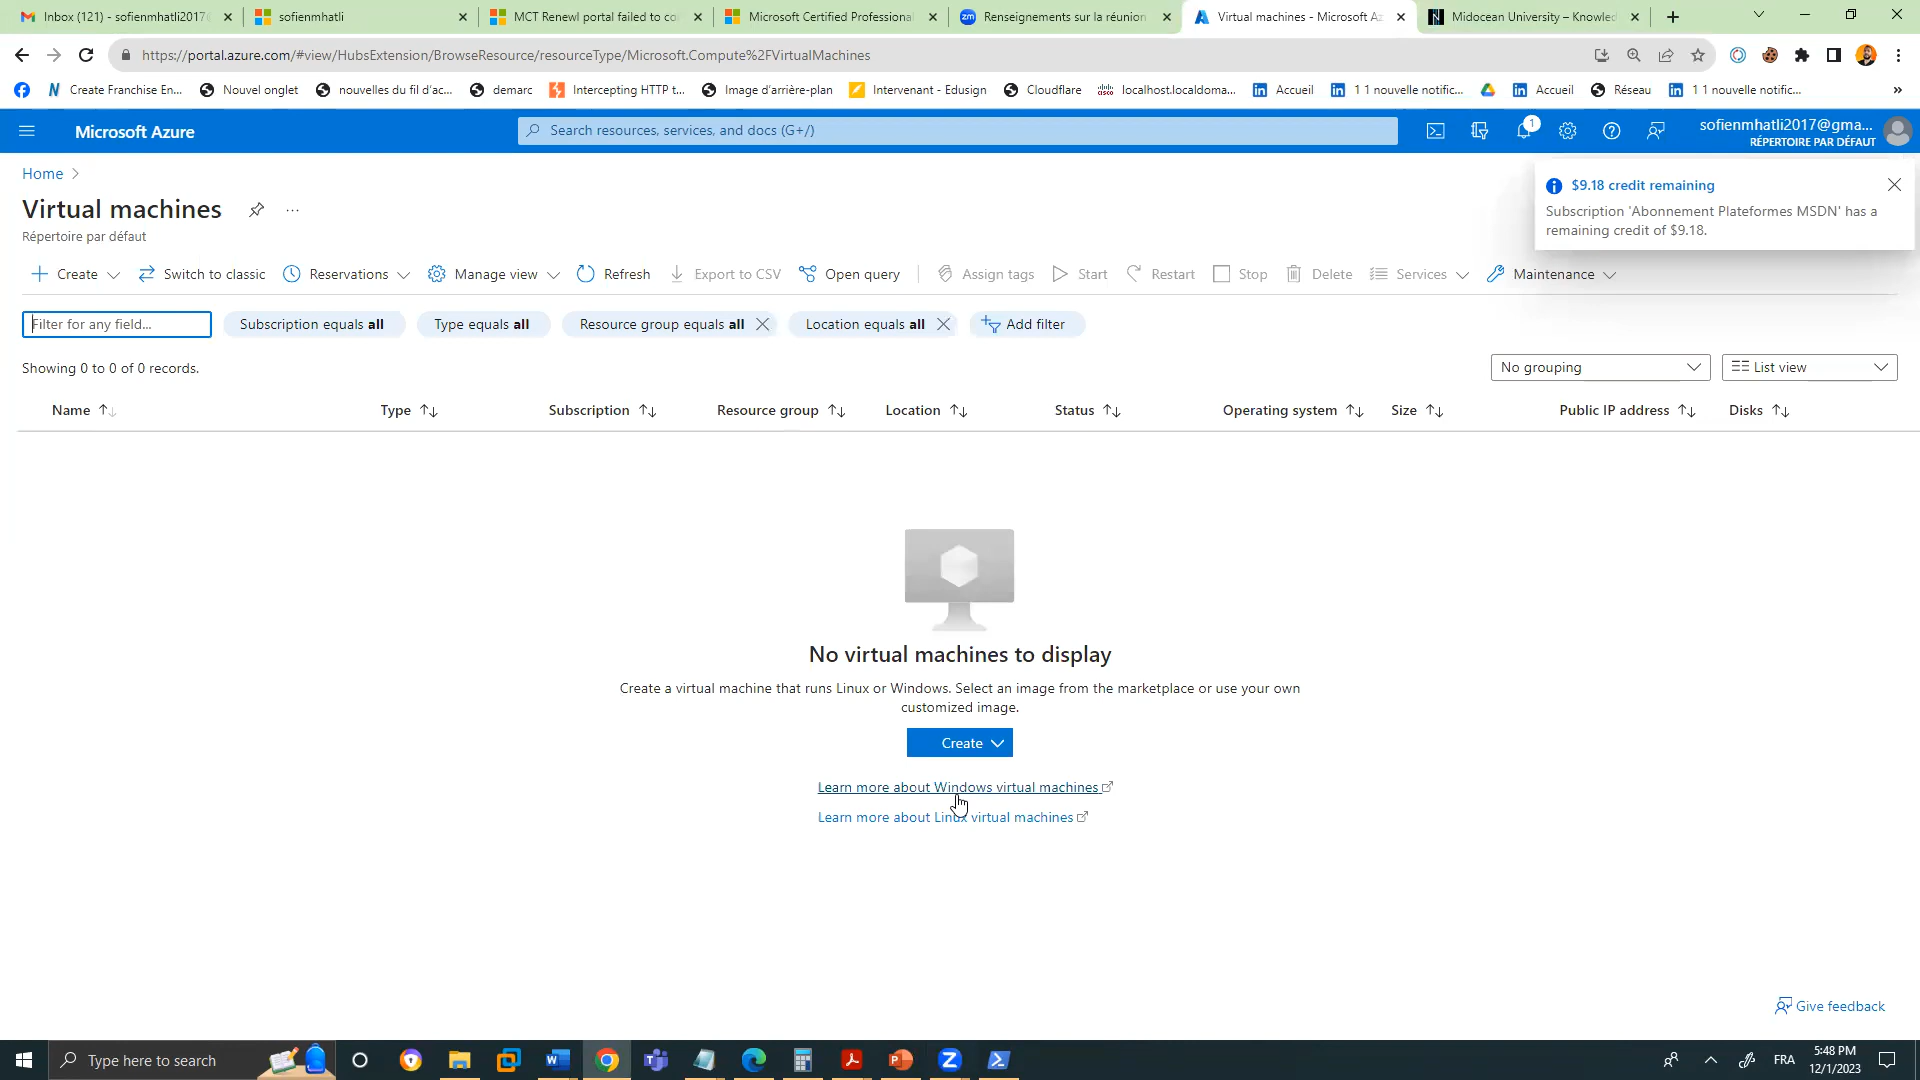 Inbox (121) - sofienmhatli2017
sofienmhatli
MCT Renewl portal failed to co
Microsoft Certified Professional
zm Renseignements sur la réunion
Virtual machines - Microsoft Az
Midocean University – Knowled
https://portal.azure.com/#view/HubsExtension/BrowseResource/resourceType/Microsoft.Compute%2FVirtualMachines
Create Franchise En...
Nouvel onglet
nouvelles du fil d'ac...
demarc
Intercepting HTTP t...
Image d'arrière-plan
Intervenant - Edusign
Cloudflare
localhost.localdoma...
Accueil
1 1 nouvelle notific...
Accueil
Réseau
1 1 nouvelle notific...
»
Microsoft Azure
Search resources, services, and docs (G+/)
1
sofienmhatli2017@gma...
RÉPERTOIRE PAR DÉFAUT
Home
$9.18 credit remaining
Subscription 'Abonnement Plateformes MSDN' has a
remaining credit of $9.18.
Virtual machines
...
Répertoire par défaut
Create
Switch to classic
Reservations
Manage view
Refresh
Export to CSV
Open query
Assign tags
Start
Restart
Stop
Delete
Services
Maintenance
Filter for any field...
Subscription equals all
Type equals all
Resource group equals all
Location equals all
Add filter
Showing 0 to 0 of 0 records.
No grouping
List view
Name
Type
Subscription
Resource group
Location
Status
Operating system
Size
Public IP address
Disks
No virtual machines to display
Create a virtual machine that runs Linux or Windows. Select an image from the marketplace or use your own
customized image.
Create
Learn more about Windows virtual machines
Learn more about Linux virtual machines
Give feedback
Type here to search
FRA
5:48 PM
12/1/2023